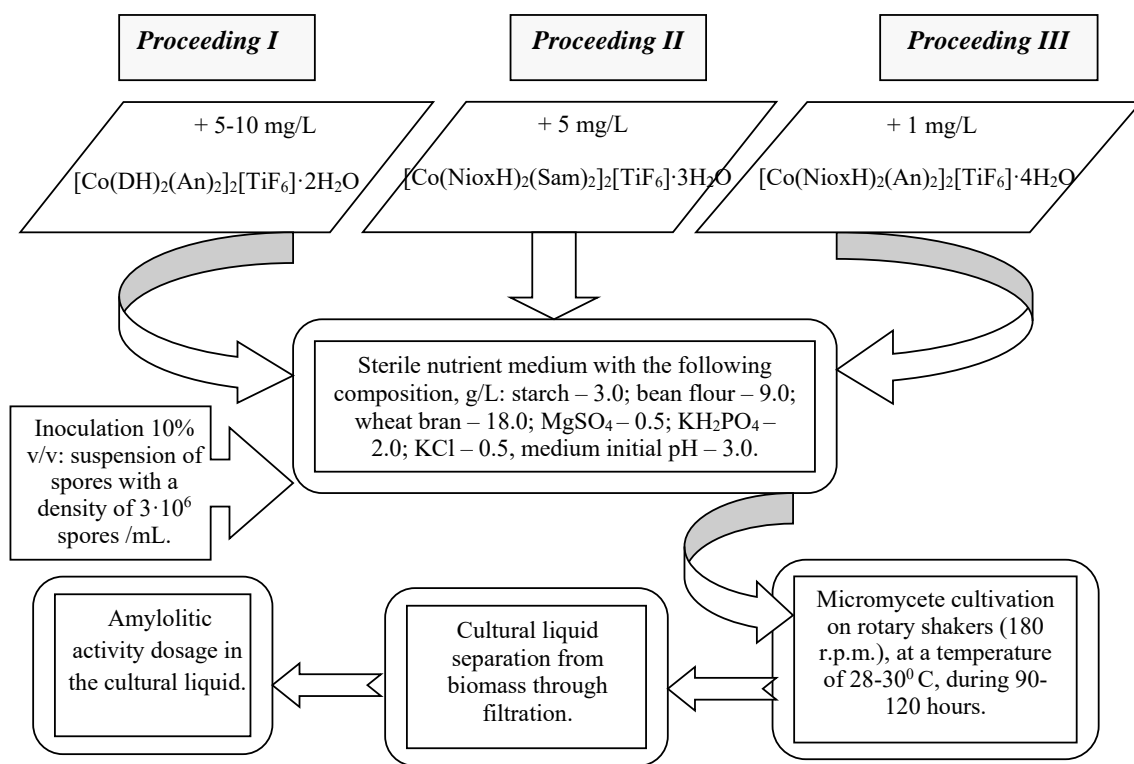 Proceeding I
Proceeding II
Proceeding III
+ 5-10 mg/L
[Co(DH)₂(An)₂]₂[TiF₆]·2H₂O
+ 5 mg/L
[Co(NioxH)₂(Sam)₂]₂[TiF₆]·3H₂O
+ 1 mg/L
[Co(NioxH)₂(An)₂]₂[TiF₆]·4H₂O
Sterile nutrient medium with the following
composition, g/L: starch – 3.0; bean flour – 9.0;
wheat bran – 18.0; MgSO₄ – 0.5; KH₂PO₄ –
2.0; KCl – 0.5, medium initial pH – 3.0.
Inoculation 10%
v/v: suspension of
spores with a
density of 3·10⁶
spores /mL.
Micromycete cultivation
on rotary shakers (180
r.p.m.), at a temperature
of 28-30⁰ C, during 90-
120 hours.
Cultural liquid
separation from
biomass through
filtration.
Amylolitic
activity dosage in
the cultural liquid.